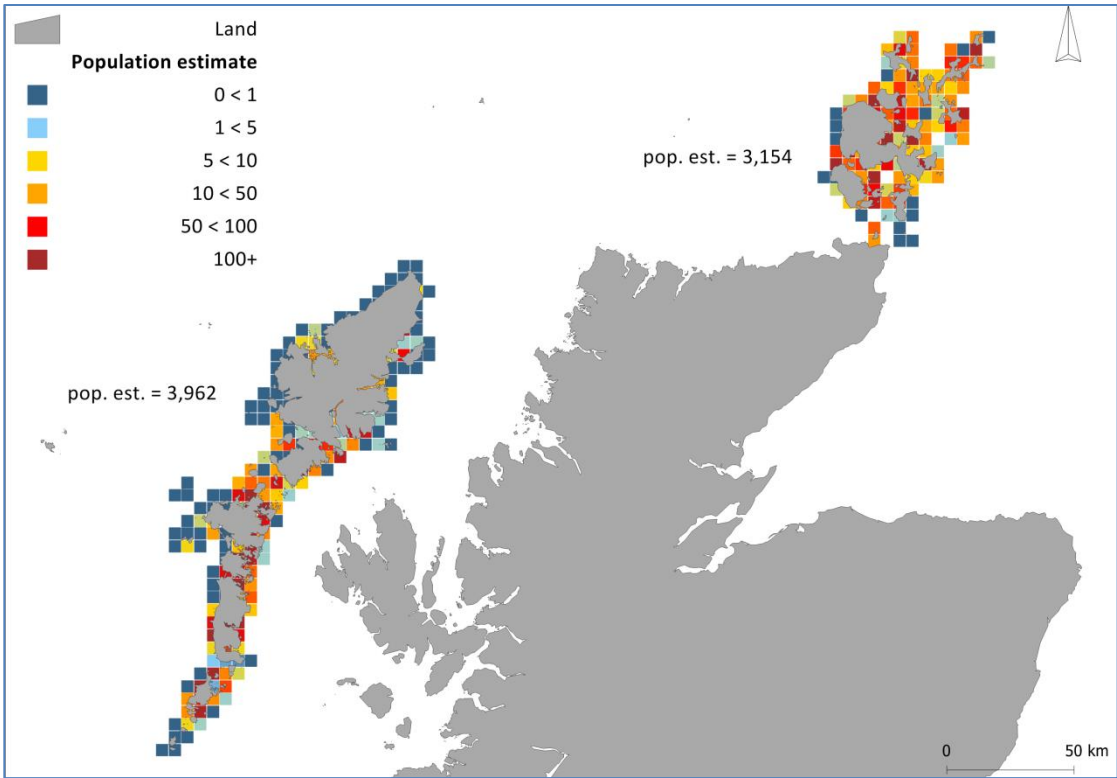 Land
Population estimate
0 < 1
1 < 5
5 < 10
10 < 50
50 < 100
100+
pop. est. = 3,154
pop. est. = 3,962
0 50 km